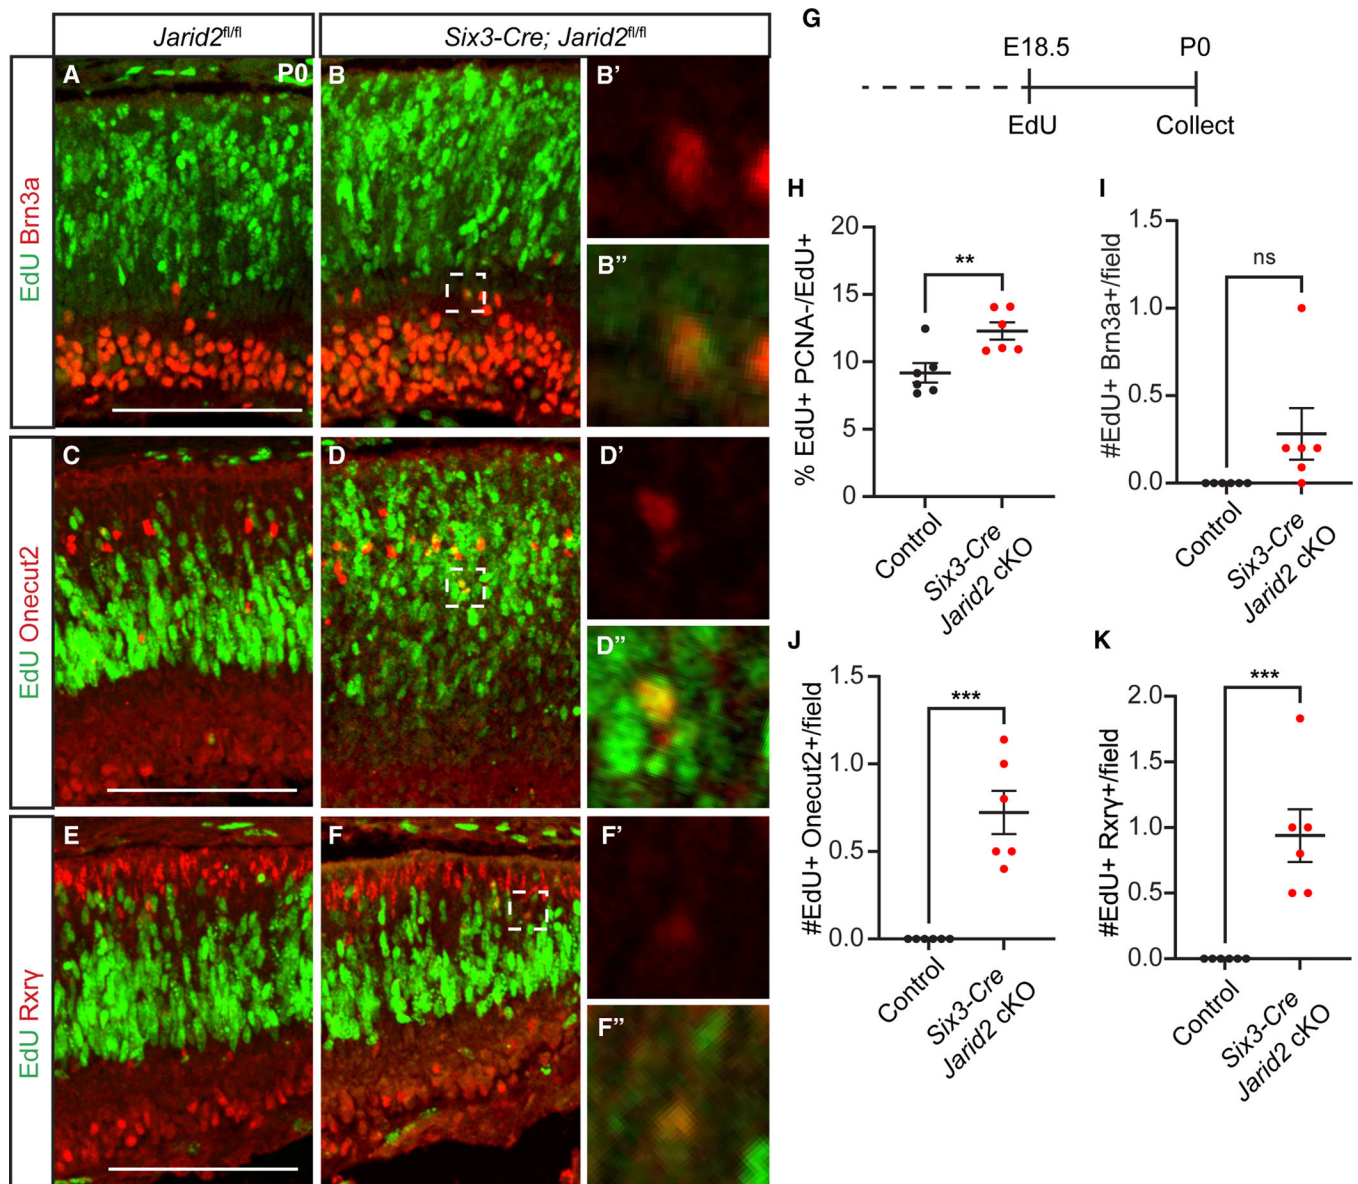 Jarid2fl/fl
Six3-Cre; Jarid2fl/fl
EdU Brn3a
A
P0
B
B’
B”
EdU Onecut2
C
D
D’
D”
EdU Rxrγ
E
F
F’
F”
G
E18.5
P0
EdU
Collect
H
% EdU+ PCNA-/EdU+
20
15
10
5
0
**
Control
Six3-Cre
Jarid2 cKO
I
#EdU+ Brn3a+/field
1.5
1.0
0.5
0.0
ns
Control
Six3-Cre
Jarid2 cKO
J
#EdU+ Onecut2+/field
1.5
1.0
0.5
0.0
***
Control
Six3-Cre
Jarid2 cKO
K
#EdU+ Rxrγ+/field
2.0
1.5
1.0
0.5
0.0
***
Control
Six3-Cre
Jarid2 cKO